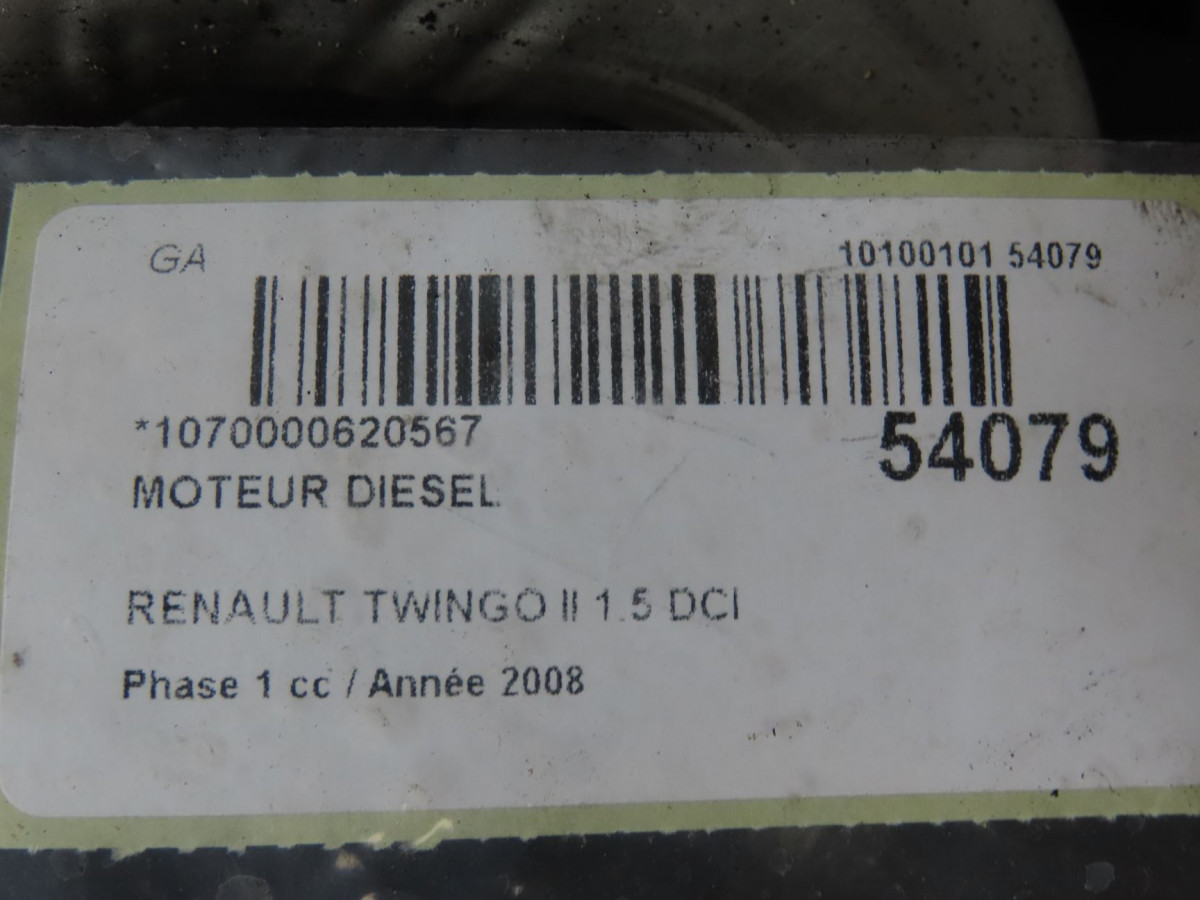 GA 10100101 54079
*1070000620567 54079
MOTEUR DIESEL
RENAULT TWINGO II 1.5 DCI
Phase 1 cc / Année 2008